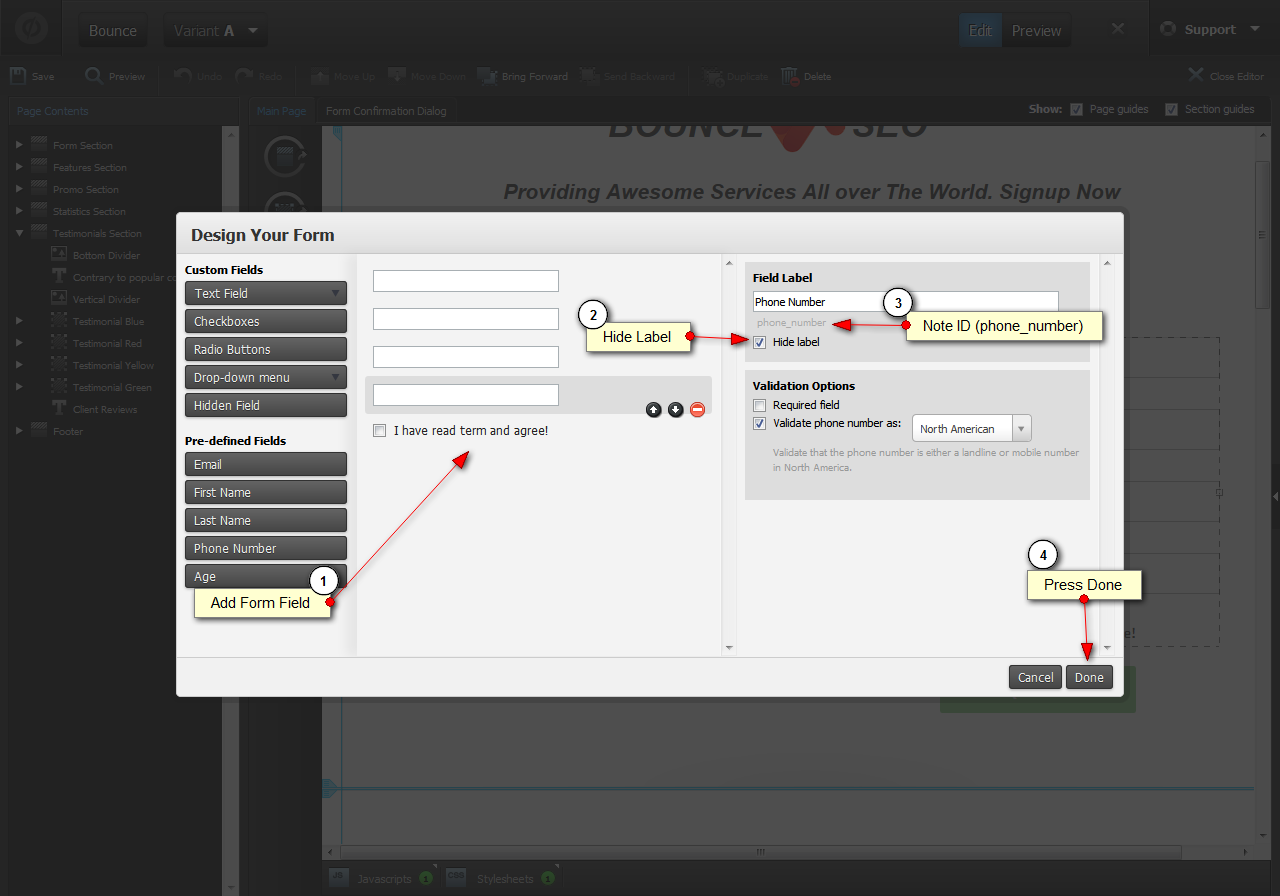 Bounce
Variant A
Edit
Preview
Support
Save
Preview
Undo
Redo
Move Up
Move Down
Bring Forward
Send Backward
Duplicate
Delete
Close Editor
Page Contents
Main Page
Form Confirmation Dialog
Show:
Page guides
Section guides
Form Section
Features Section
Promo Section
Statistics Section
Testimonials Section
Bottom Divider
Contrary to popular co
Vertical Divider
Testimonial Blue
Testimonial Red
Testimonial Yellow
Testimonial Green
Client Reviews
Footer
BOUNCE SEO
Providing Awesome Services All over The World. Signup Now
Design Your Form
Custom Fields
Text Field
Checkboxes
Radio Buttons
Drop-down menu
Hidden Field
Pre-defined Fields
Email
First Name
Last Name
Phone Number
Age
1
Add Form Field
I have read term and agree!
2
Hide Label
Field Label
Phone Number
3
phone_number
Note ID (phone_number)
Hide label
Validation Options
Required field
Validate phone number as:
North American
Validate that the phone number is either a landline or mobile number
in North America.
4
Press Done
e!
Cancel
Done
JS
Javascripts
1
CSS
Stylesheets
1